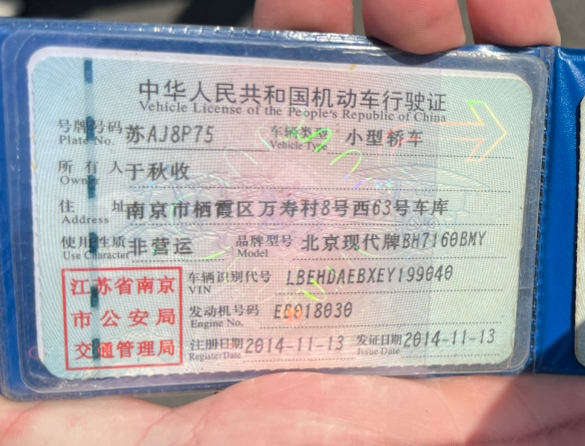 中华人民共和国机动车行驶证
Vehicle License of the People's Republic of China
号牌号码 苏AJ8P75 车辆类型 小型轿车
Plate No. Vehicle Type
所有人 于秋收
Owner
住址 南京市栖霞区万寿村8号西63号车库
Address
使用性质 非营运 品牌型号 北京现代牌BH7160BMY
Use Character Model
江苏省南京
市公安局
交通管理局
车辆识别代号 LBEHDAEBXEY199040
VIN
发动机号码 EB018030
Engine No.
注册日期 2014-11-13 发证日期 2014-11-13
Register Date Issue Date